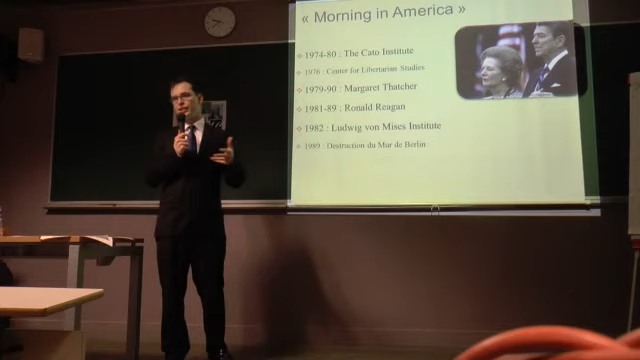 « Morning in America »
1974-80 : The Cato Institute
1976 : Center for Libertarian Studies
1979-90 : Margaret Thatcher
1981-89 : Ronald Reagan
1982 : Ludwig von Mises Institute
1989 : Destruction du Mur de Berlin